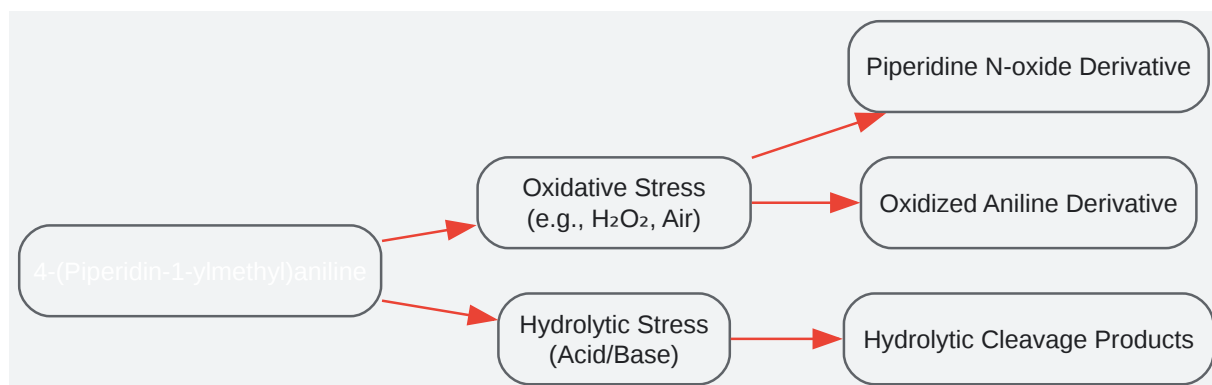 Piperidine N-oxide Derivative
Oxidative Stress
(e.g., H₂O₂, Air)
Oxidized Aniline Derivative
4-(Piperidin-1-ylmethyl)aniline
Hydrolytic Stress
(Acid/Base)
Hydrolytic Cleavage Products